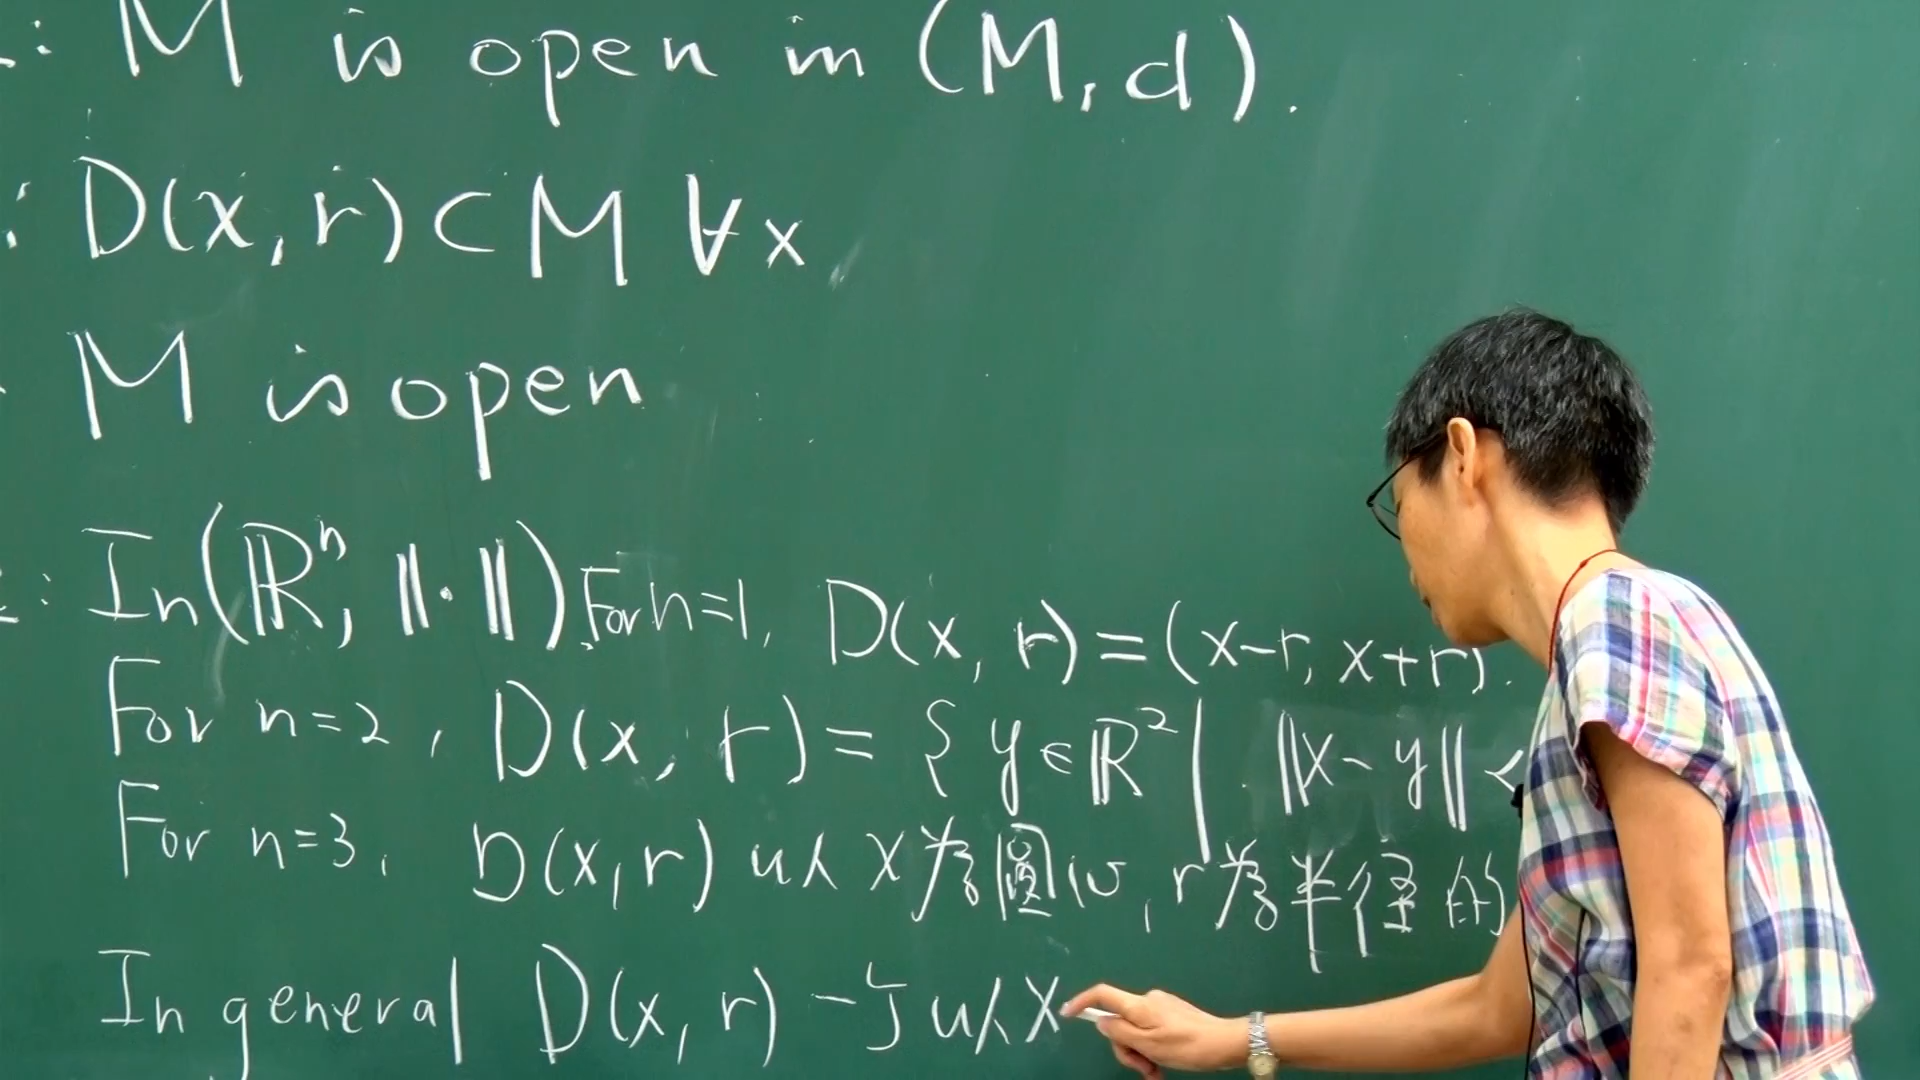 : M is open in (M, d).
: D(x, r) ⊂ M ∀x
M is open
: In (ℝⁿ, ‖·‖) For n=1, D(x, r) = (x-r, x+r).
For n=2, D(x, r) = { y ∈ ℝ² | ‖x-y‖ <
For n=3, D(x, r) 以 x 為圓心, r 為半徑的
In general D(x, r) 一 以 x